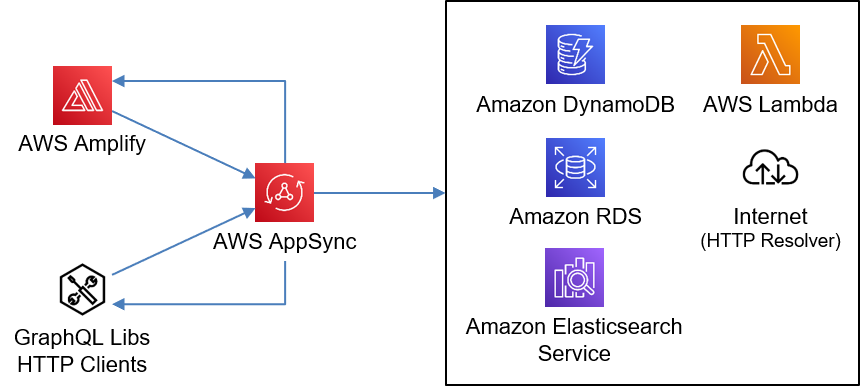 AWS Amplify
AWS AppSync
GraphQL Libs
HTTP Clients
Amazon DynamoDB
AWS Lambda
Amazon RDS
Internet
(HTTP Resolver)
Amazon Elasticsearch
Service